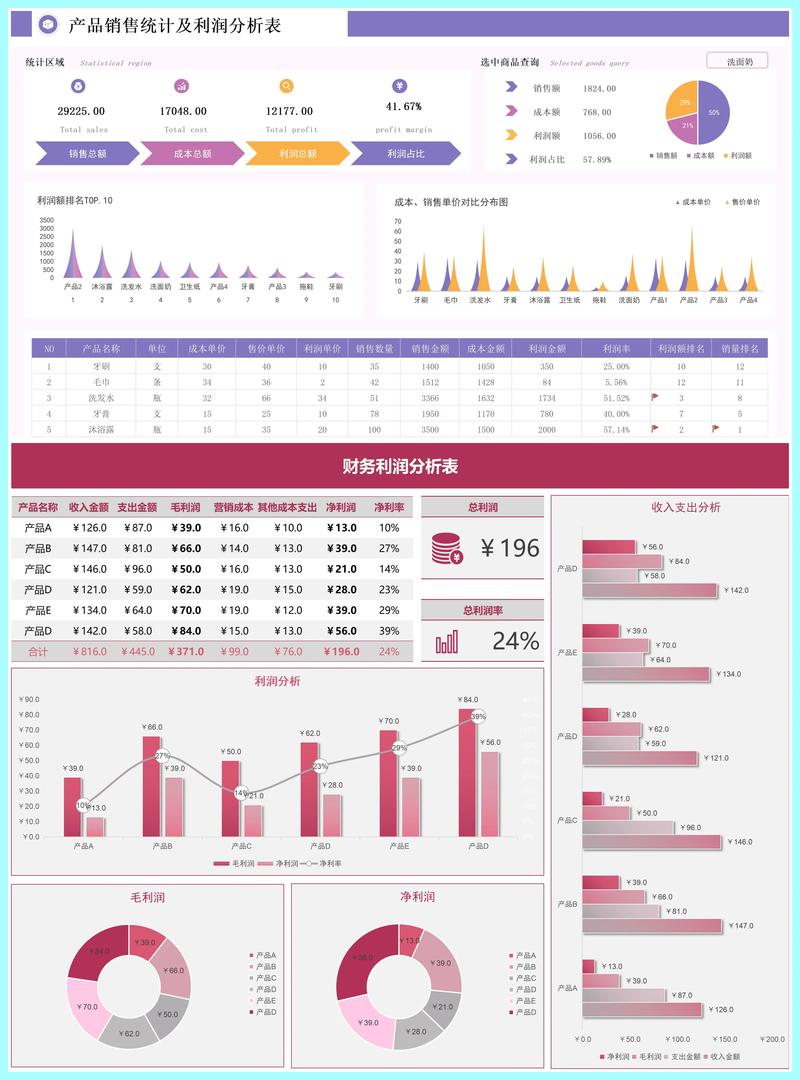 产品销售统计及利润分析表
统计区域 Statistical region
29225.00 17048.00 12177.00 41.67%
Total sales Total cost Total profit profit margin
销售总额 成本总额 利润总额 利润占比
选中商品查询 Selected goods query 洗面奶
销售额 1824.00
成本额 768.00
利润额 1056.00
利润占比 57.89%
29% 50% 21%
销售额 成本额 利润额
利润额排名TOP.10
3500
3000
2500
2000
1500
1000
500
0
产品2 沐浴露 洗发水 洗面奶 卫生纸 产品4 牙膏 产品3 拖鞋 牙刷
1 2 3 4 5 6 7 8 9 10
成本、销售单价对比分布图
成本单价 售价单价
70
60
50
40
30
20
10
0
牙刷 毛巾 洗发水 牙膏 沐浴露 卫生纸 拖鞋 洗面奶 产品1 产品2 产品3 产品4
NO 产品名称 单位 成本单价 售价单价 利润单价 销售数量 销售金额 成本金额 利润金额 利润率 利润额排名 销量排名
1 牙刷 支 30 40 10 35 1400 1050 350 25.00% 10 12
2 毛巾 条 34 36 2 42 1512 1428 84 5.56% 12 11
3 洗发水 瓶 32 66 34 51 3366 1632 1734 51.52% 3 8
4 牙膏 支 15 25 10 78 1950 1170 780 40.00% 7 5
5 沐浴露 瓶 15 35 20 100 3500 1500 2000 57.14% 2 1
财务利润分析表
产品名称 收入金额 支出金额 毛利润 营销成本 其他成本支出 净利润 净利率
产品A ¥126.0 ¥87.0 ¥39.0 ¥16.0 ¥10.0 ¥13.0 10%
产品B ¥147.0 ¥81.0 ¥66.0 ¥14.0 ¥13.0 ¥39.0 27%
产品C ¥146.0 ¥96.0 ¥50.0 ¥16.0 ¥13.0 ¥21.0 14%
产品D ¥121.0 ¥59.0 ¥62.0 ¥19.0 ¥15.0 ¥28.0 23%
产品E ¥134.0 ¥64.0 ¥70.0 ¥19.0 ¥12.0 ¥39.0 29%
产品D ¥142.0 ¥58.0 ¥84.0 ¥15.0 ¥13.0 ¥56.0 39%
合计 ¥816.0 ¥445.0 ¥371.0 ¥99.0 ¥76.0 ¥196.0 24%
总利润
¥196
总利润率
24%
利润分析
¥90.0
¥80.0
¥70.0
¥60.0
¥50.0
¥40.0
¥30.0
¥20.0
¥10.0
¥0.0
¥39.0 ¥66.0 ¥50.0 ¥62.0 ¥70.0 ¥84.0
¥13.0 ¥39.0 ¥21.0 ¥28.0 ¥39.0 ¥56.0
10% 27% 14% 23% 29% 39%
产品A 产品B 产品C 产品D 产品E 产品D
毛利润 净利润 净利率
毛利润
¥39.0
¥66.0
¥50.0
¥62.0
¥70.0
¥84.0
产品A
产品B
产品C
产品D
产品E
产品D
净利润
¥13.0
¥39.0
¥21.0
¥28.0
¥39.0
¥56.0
产品A
产品B
产品C
产品D
产品E
产品D
收入支出分析
产品D
¥56.0
¥84.0
¥58.0
¥142.0
产品E
¥39.0
¥70.0
¥64.0
¥134.0
产品D
¥28.0
¥62.0
¥59.0
¥121.0
产品C
¥21.0
¥50.0
¥96.0
¥146.0
产品B
¥39.0
¥66.0
¥81.0
¥147.0
产品A
¥13.0
¥39.0
¥87.0
¥126.0
¥0.0 ¥50.0 ¥100.0 ¥150.0 ¥200.0
净利润 毛利润 支出金额 收入金额